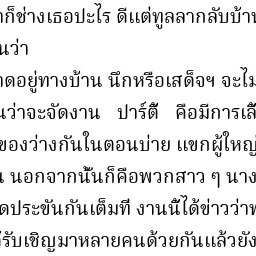 ก็ช่างเธอปะไร ดีแต่ทูลลากลับบ้า
นว่า
าดอยู่ทางบ้าน นึกหรือเสด็จฯ จะไม
นว่าจะจัดงาน ปาร์ตี้ คือมีการเลี้
ของว่างกันในตอนบ่าย แขกผู้ใหญ่
น นอกจากนั้นก็คือพวกสาว ๆ นาง
ดประชันกันเต็มที่ งานนี้ได้ข่าวว่าพ
ด้รับเชิญมาหลายคนด้วยกันแล้วยัง